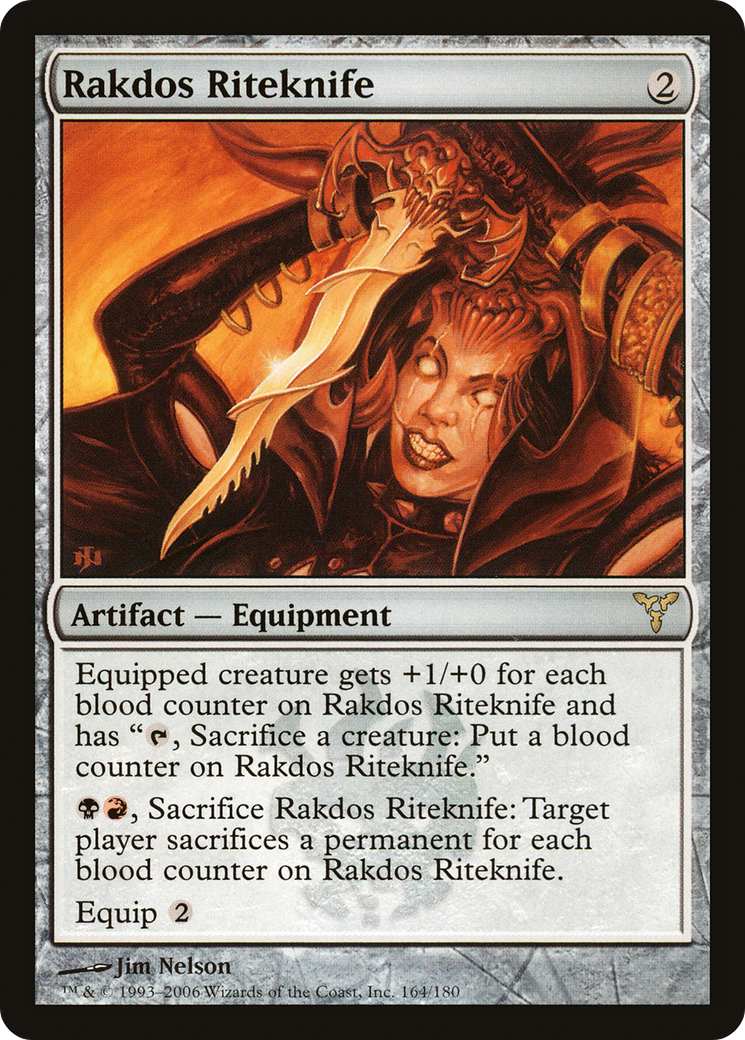 Rakdos Riteknife 2
Artifact — Equipment
Equipped creature gets +1/+0 for each
blood counter on Rakdos Riteknife and
has “, Sacrifice a creature: Put a blood
counter on Rakdos Riteknife.”
, Sacrifice Rakdos Riteknife: Target
player sacrifices a permanent for each
blood counter on Rakdos Riteknife.
Equip 2
Jim Nelson
™ & © 1993–2006 Wizards of the Coast, Inc. 164/180